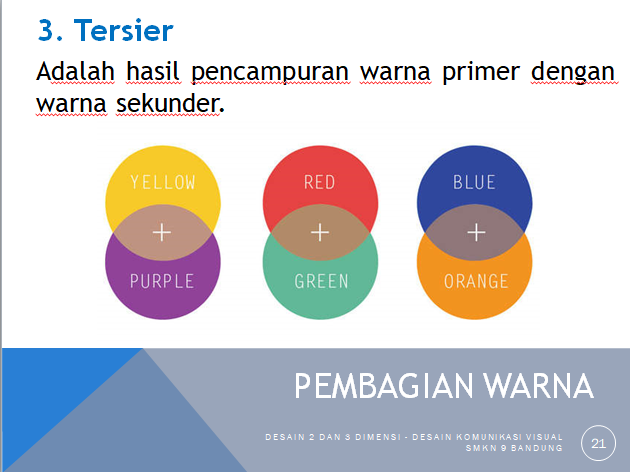 3. Tersier
Adalah hasil pencampuran warna primer dengan
warna sekunder.
YELLOW
+
PURPLE
RED
+
GREEN
BLUE
+
ORANGE
PEMBAGIAN WARNA
DESAIN 2 DAN 3 DIMENSI - DESAIN KOMUNIKASI VISUAL
SMKN 9 BANDUNG
21